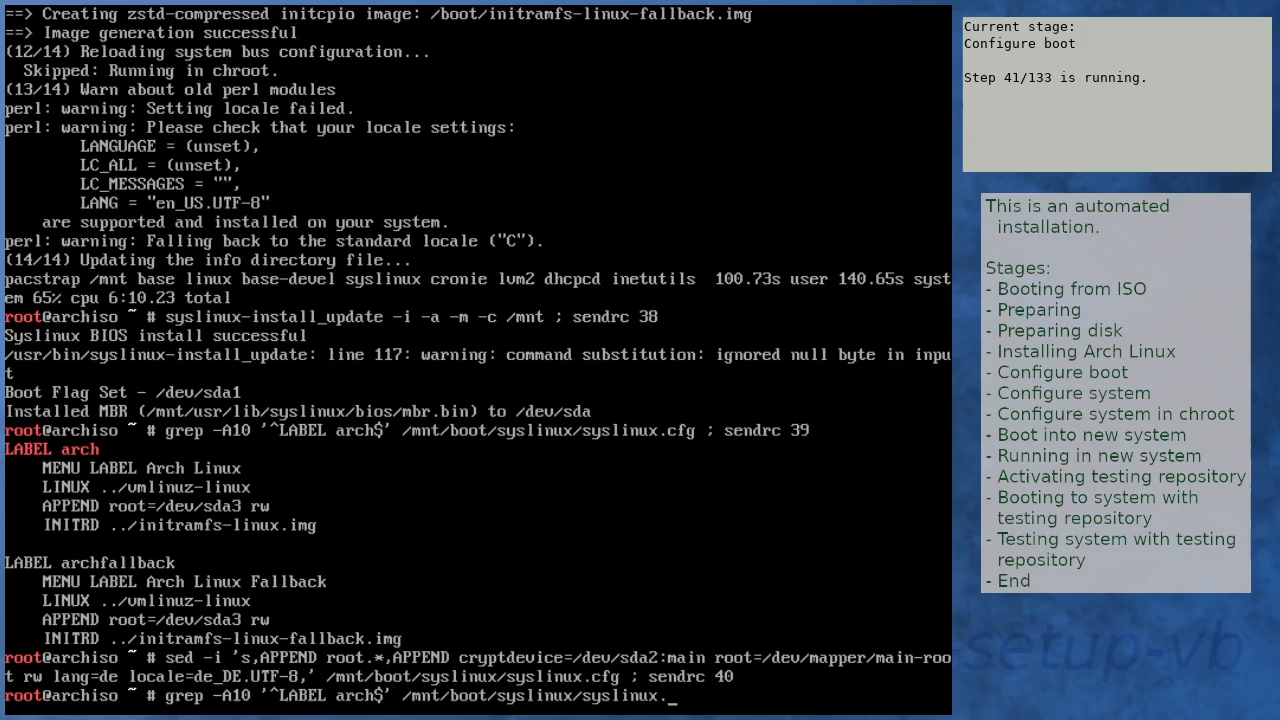 ==> Creating zstd-compressed initcpio image: /boot/initramfs-linux-fallback.img
==> Image generation successful
(12/14) Reloading system bus configuration...
  Skipped: Running in chroot.
(13/14) Warn about old perl modules
perl: warning: Setting locale failed.
perl: warning: Please check that your locale settings:
        LANGUAGE = (unset),
        LC_ALL = (unset),
        LC_MESSAGES = "",
        LANG = "en_US.UTF-8"
    are supported and installed on your system.
perl: warning: Falling back to the standard locale ("C").
(14/14) Updating the info directory file...
pacstrap /mnt base linux base-devel syslinux cronie lvm2 dhcpcd inetutils  100.73s user 140.65s syst
em 65% cpu 6:10.23 total
root@archiso ~ # syslinux-install_update -i -a -m -c /mnt ; sendrc 38
Syslinux BIOS install successful
/usr/bin/syslinux-install_update: line 117: warning: command substitution: ignored null byte in inpu
t
Boot Flag Set - /dev/sda1
Installed MBR (/mnt/usr/lib/syslinux/bios/mbr.bin) to /dev/sda
root@archiso ~ # grep -A10 '^LABEL arch$' /mnt/boot/syslinux/syslinux.cfg ; sendrc 39
LABEL arch
    MENU LABEL Arch Linux
    LINUX ../vmlinuz-linux
    APPEND root=/dev/sda3 rw
    INITRD ../initramfs-linux.img

LABEL archfallback
    MENU LABEL Arch Linux Fallback
    LINUX ../vmlinuz-linux
    APPEND root=/dev/sda3 rw
    INITRD ../initramfs-linux-fallback.img
root@archiso ~ # sed -i 's,APPEND root.*,APPEND cryptdevice=/dev/sda2:main root=/dev/mapper/main-roo
t rw lang=de locale=de_DE.UTF-8,' /mnt/boot/syslinux/syslinux.cfg ; sendrc 40
root@archiso ~ # grep -A10 '^LABEL arch$' /mnt/boot/syslinux/syslinux._
Current stage:
Configure boot
Step 41/133 is running.
This is an automated
installation.
Stages:
- Booting from ISO
- Preparing
- Preparing disk
- Installing Arch Linux
- Configure boot
- Configure system
- Configure system in chroot
- Boot into new system
- Running in new system
- Activating testing repository
- Booting to system with
testing repository
- Testing system with testing
repository
- End
setup-vb